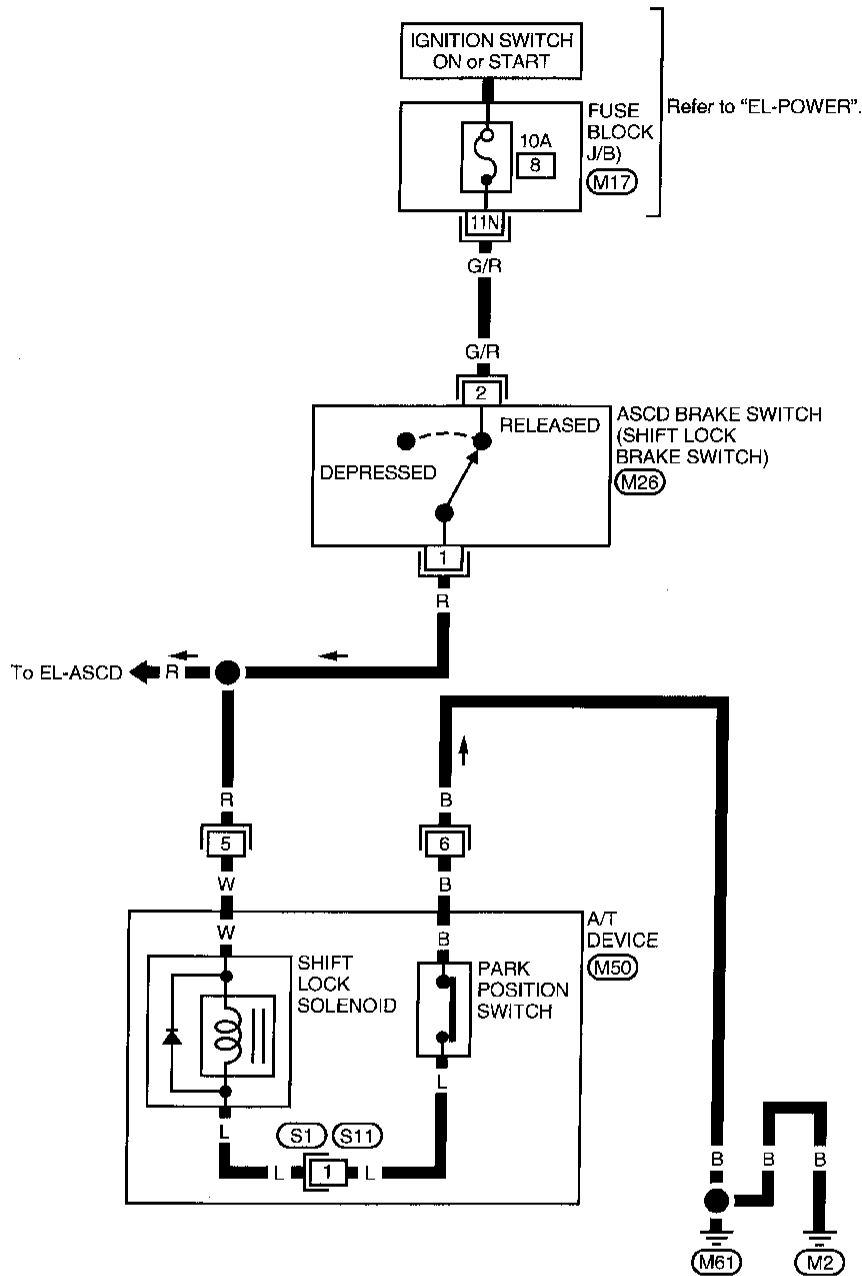 IGNITION SWITCH
ON or START
Refer to "EL-POWER".
FUSE
BLOCK
J/B)
M17
10A
8
11N
G/R
G/R
2
ASCD BRAKE SWITCH
(SHIFT LOCK
BRAKE SWITCH)
M26
RELEASED
DEPRESSED
1
R
To EL-ASCD
R
R
B
5
6
W
B
A/T
DEVICE
M50
W
B
SHIFT
LOCK
SOLENOID
PARK
POSITION
SWITCH
L
L
S1
S11
L
1
L
B
B
B
M61
M2